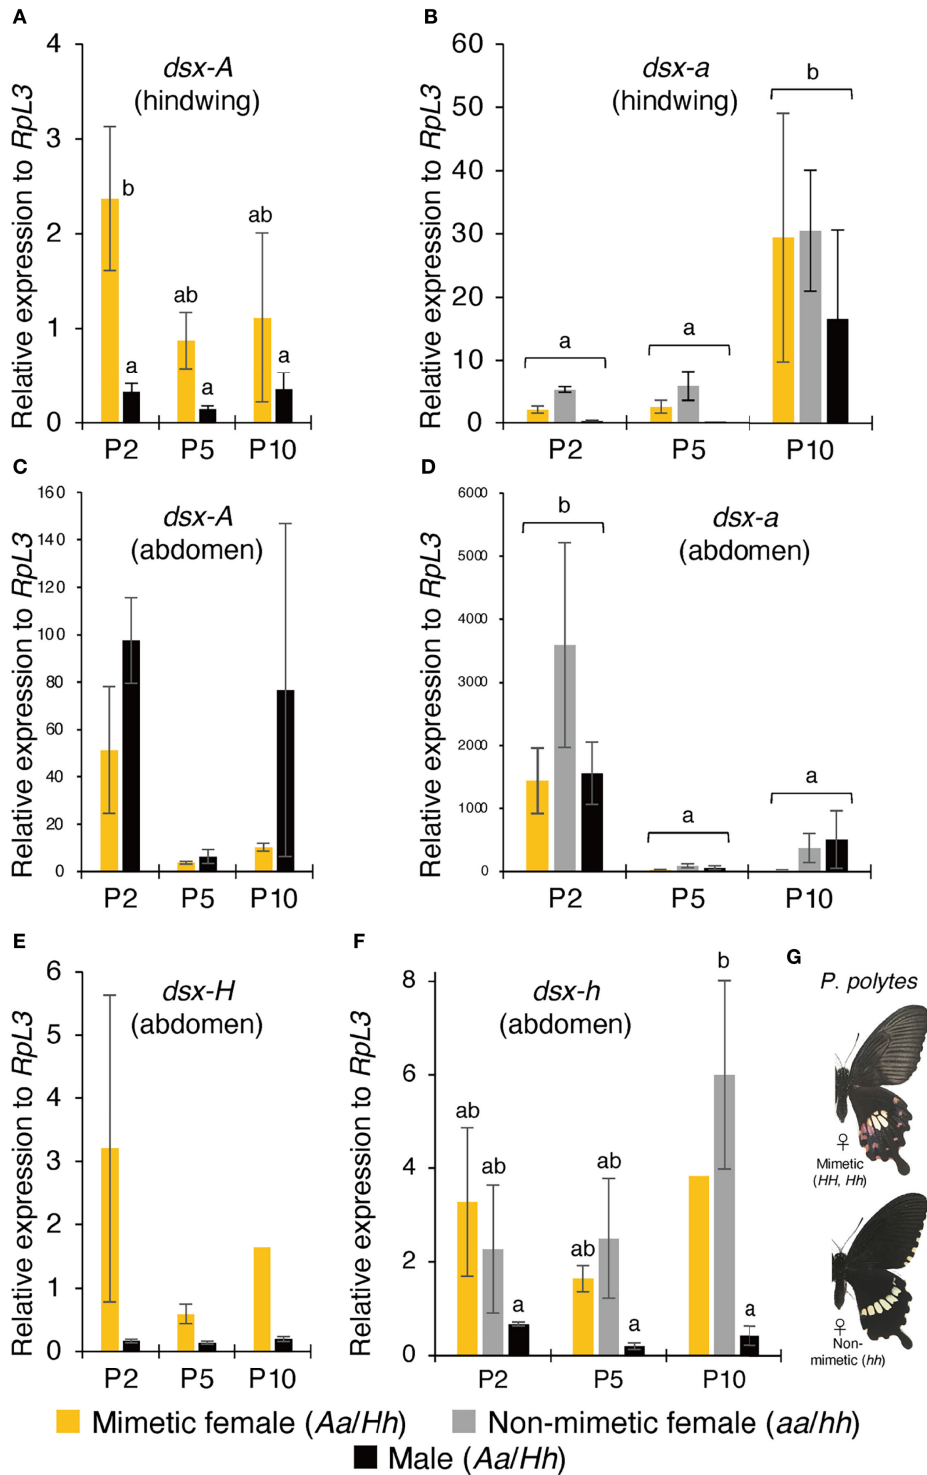 A
dsx-A
(hindwing)
Relative expression to RpL3
4
3
2
1
0
b
a
ab
a
ab
a
P2 P5 P10
B
dsx-a
(hindwing)
Relative expression to RpL3
60
50
40
30
20
10
0
a
a
b
P2 P5 P10
C
dsx-A
(abdomen)
Relative expression to RpL3
160
140
120
100
80
60
40
20
0
P2 P5 P10
D
dsx-a
(abdomen)
Relative expression to RpL3
6000
5000
4000
3000
2000
1000
0
b
a
a
P2 P5 P10
E
dsx-H
(abdomen)
Relative expression to RpL3
6
5
4
3
2
1
0
P2 P5 P10
F
dsx-h
(abdomen)
Relative expression to RpL3
8
6
4
2
0
ab
ab
a
ab
ab
a
b
a
P2 P5 P10
G
P. polytes
♀
Mimetic
(HH, Hh)
♀
Non-
mimetic (hh)
Mimetic female (Aa/Hh) Non-mimetic female (aa/hh)
Male (Aa/Hh)